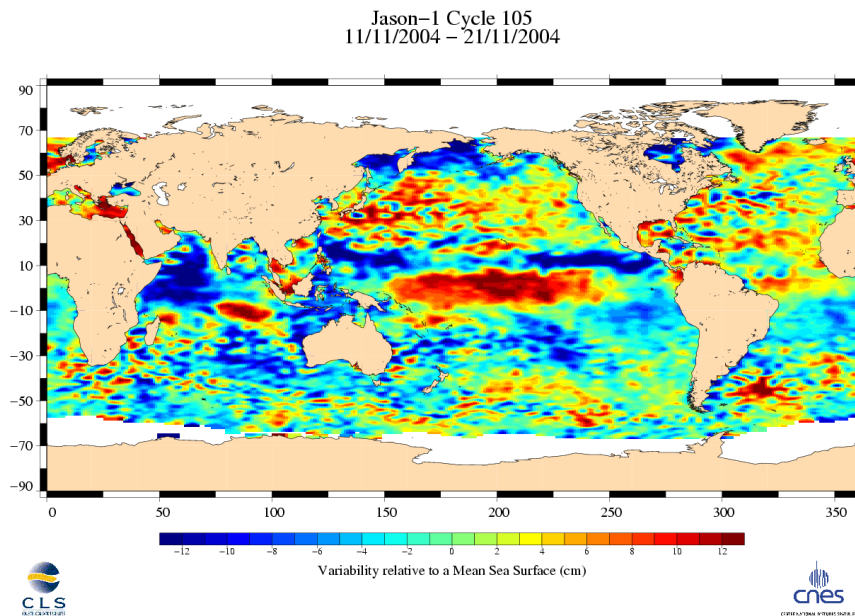 Jason−1 Cycle 105
11/11/2004 − 21/11/2004
90
70
50
30
10
−10
−30
−50
−70
−90
0 50 100 150 200 250 300 350
−12 −10 −8 −6 −4 −2 0 2 4 6 8 10 12
Variability relative to a Mean Sea Surface (cm)
CLS
cnes